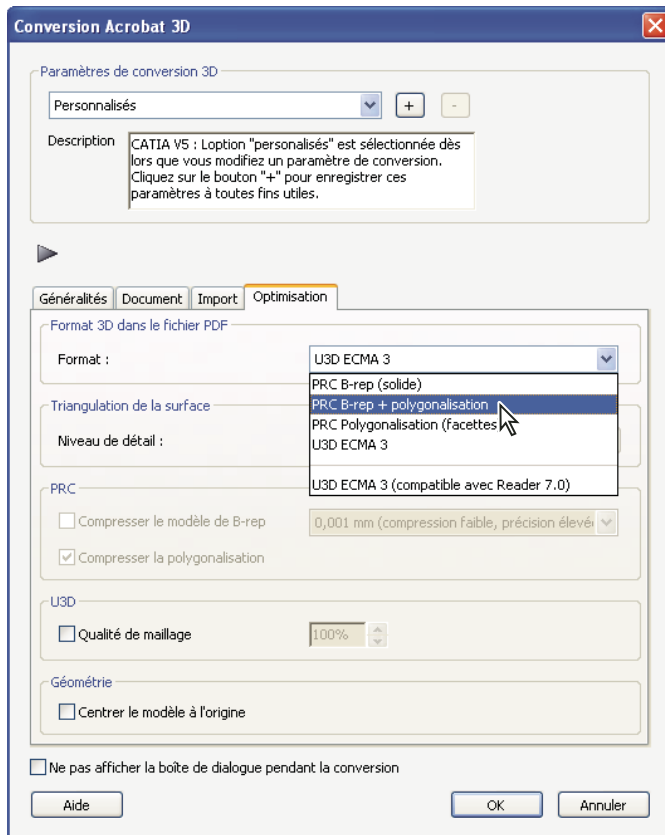 Conversion Acrobat 3D
Paramètres de conversion 3D
Personnalisés
+
-
Description
CATIA V5 : Loption "personalisés" est sélectionnée dès
lors que vous modifiez un paramètre de conversion.
Cliquez sur le bouton "+" pour enregistrer ces
paramètres à toutes fins utiles.
Généralités
Document
Import
Optimisation
Format 3D dans le fichier PDF
Format :
U3D ECMA 3
PRC B-rep (solide)
PRC B-rep + polygonalisation
PRC Polygonalisation (facettes
U3D ECMA 3
U3D ECMA 3 (compatible avec Reader 7.0)
Triangulation de la surface
Niveau de détail :
PRC
Compresser le modèle de B-rep
0,001 mm (compression faible, précision élevé
Compresser la polygonalisation
U3D
Qualité de maillage
100%
Géométrie
Centrer le modèle à l'origine
Ne pas afficher la boîte de dialogue pendant la conversion
Aide
OK
Annuler